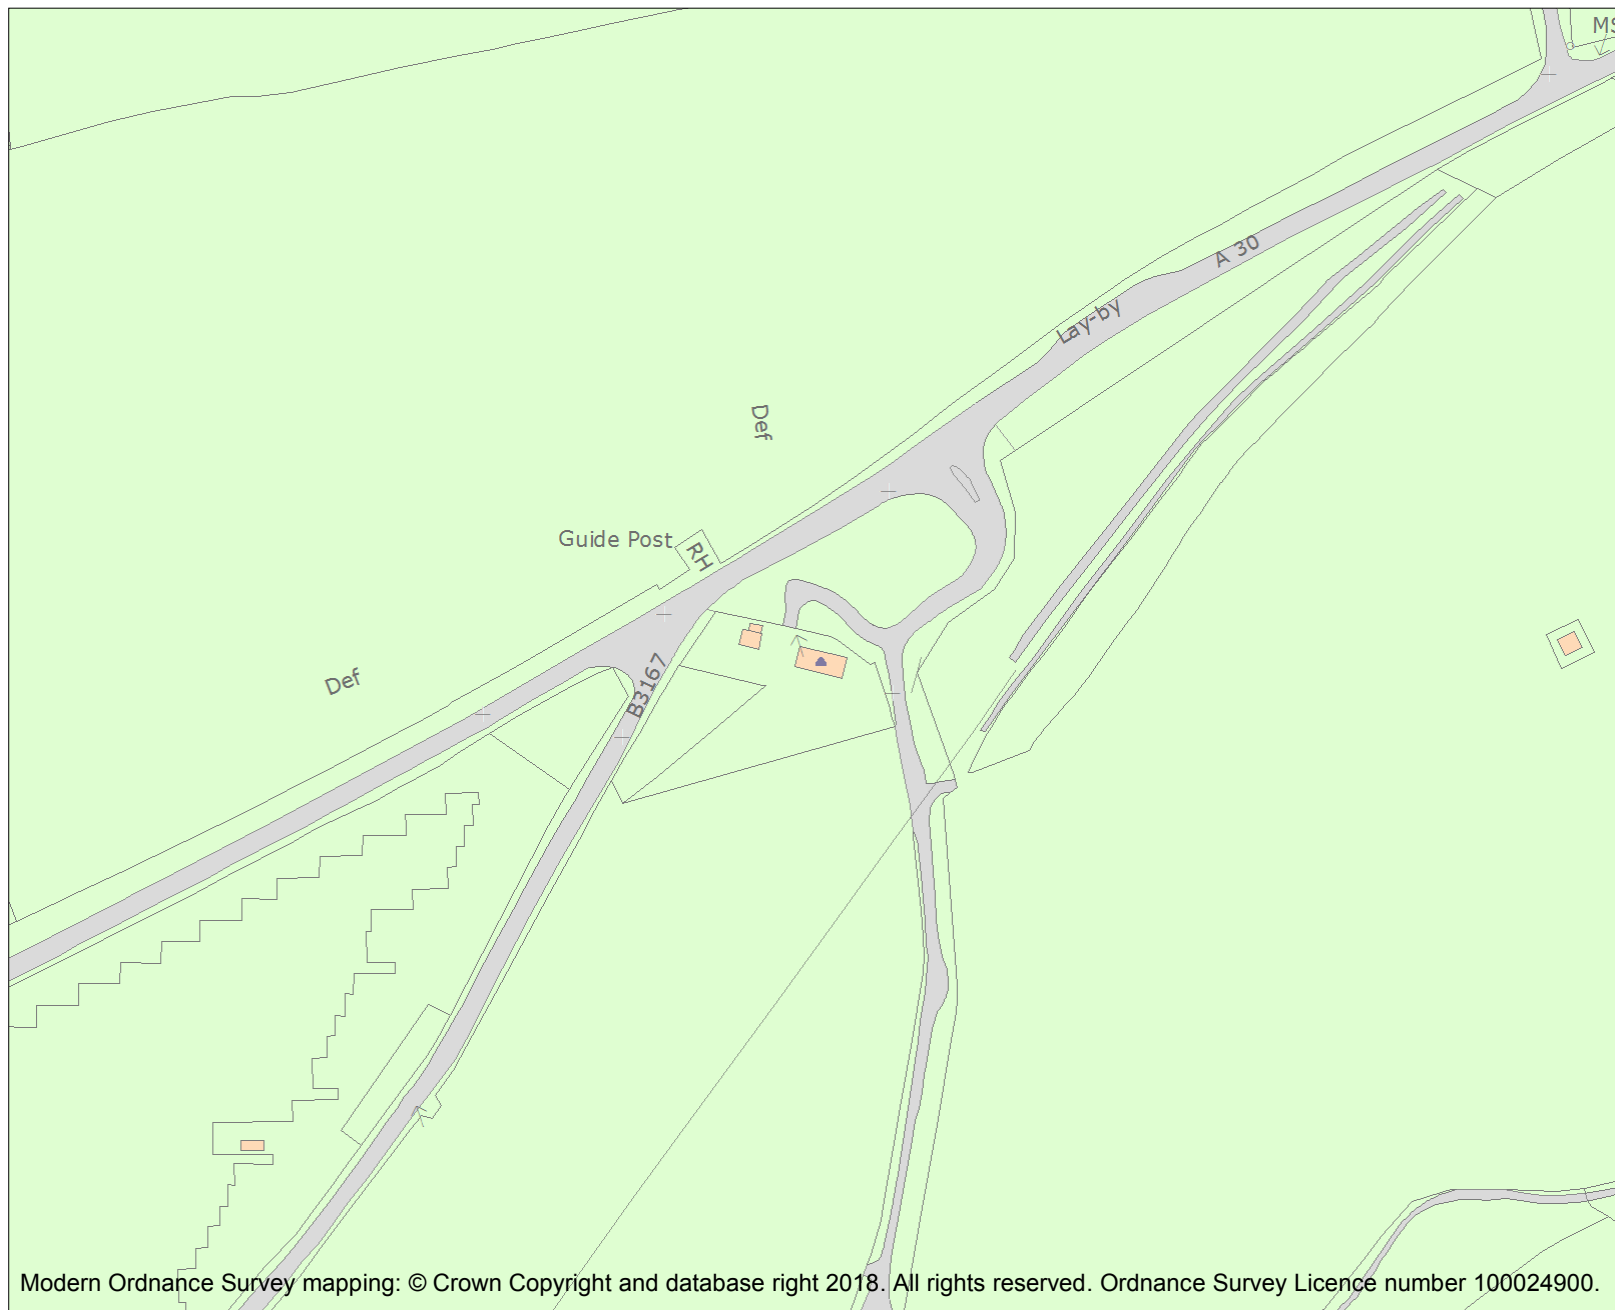 MS
A 30
Lay-by
Def
Guide Post
RH
B3167
Def
Modern Ordnance Survey mapping: © Crown Copyright and database right 2018. All rights reserved. Ordnance Survey Licence number 100024900.